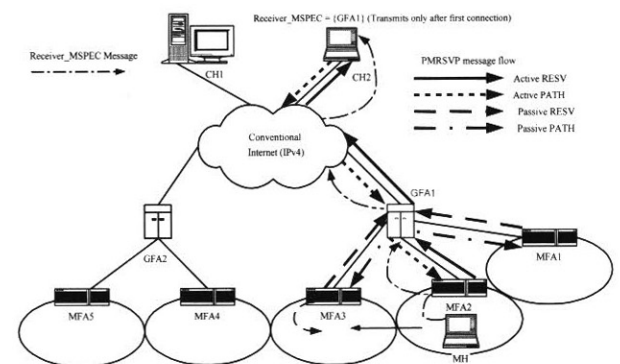 Receiver_MSPEC = {GFA1} (Transmits only after first connection)
Receiver_MSPEC Message
CH1
CH2
PMRSVP message flow
Active RESV
Active PATH
Passive RESV
Passive PATH
Conventional
Internet (IPv4)
GFA1
GFA2
MFA1
MFA5
MFA4
MFA3
MFA2
MH